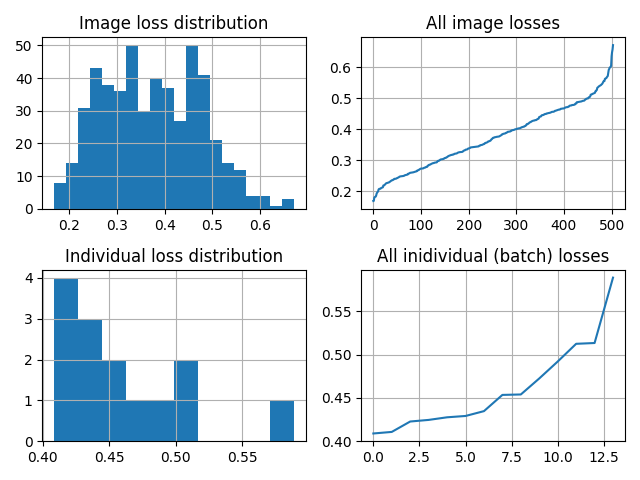 Image loss distribution
50
40
30
20
10
0
0.2 0.3 0.4 0.5 0.6
All image losses
0.6
0.5
0.4
0.3
0.2
0 100 200 300 400 500
Individual loss distribution
4
3
2
1
0
0.40 0.45 0.50 0.55
All inidividual (batch) losses
0.55
0.50
0.45
0.40
0.0 2.5 5.0 7.5 10.0 12.5